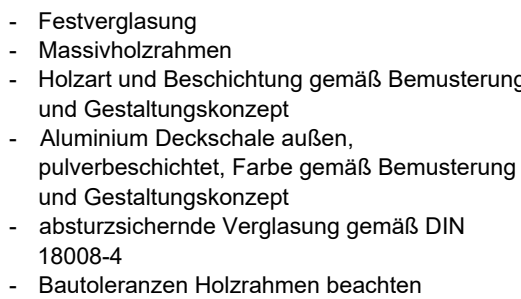 - Festverglasung
- Massivholzrahmen
- Holzart und Beschichtung gemäß Bemusterung
und Gestaltungskonzept
- Aluminium Deckschale außen,
pulverbeschichtet, Farbe gemäß Bemusterung
und Gestaltungskonzept
- absturzsichernde Verglasung gemäß DIN
18008-4
- Bautoleranzen Holzrahmen beachten